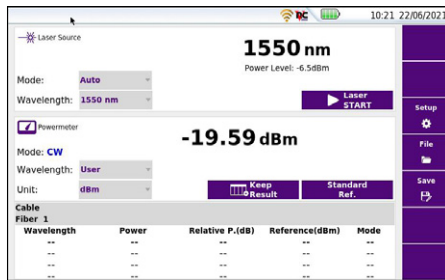 DC 10:21 22/06/2021
Laser Source
1550 nm
Power Level: -6.5dBm
Mode: Auto
Wavelength: 1550 nm
Laser START
Powermeter
-19.59 dBm
Mode: CW
Wavelength: User
Unit: dBm
Keep Result
Standard Ref.
Cable
Fiber 1
Wavelength Power Relative P.(dB) Reference(dBm) Mode
-- -- -- -- --
-- -- -- -- --
-- -- -- -- --
-- -- -- -- --
Setup
File
Save